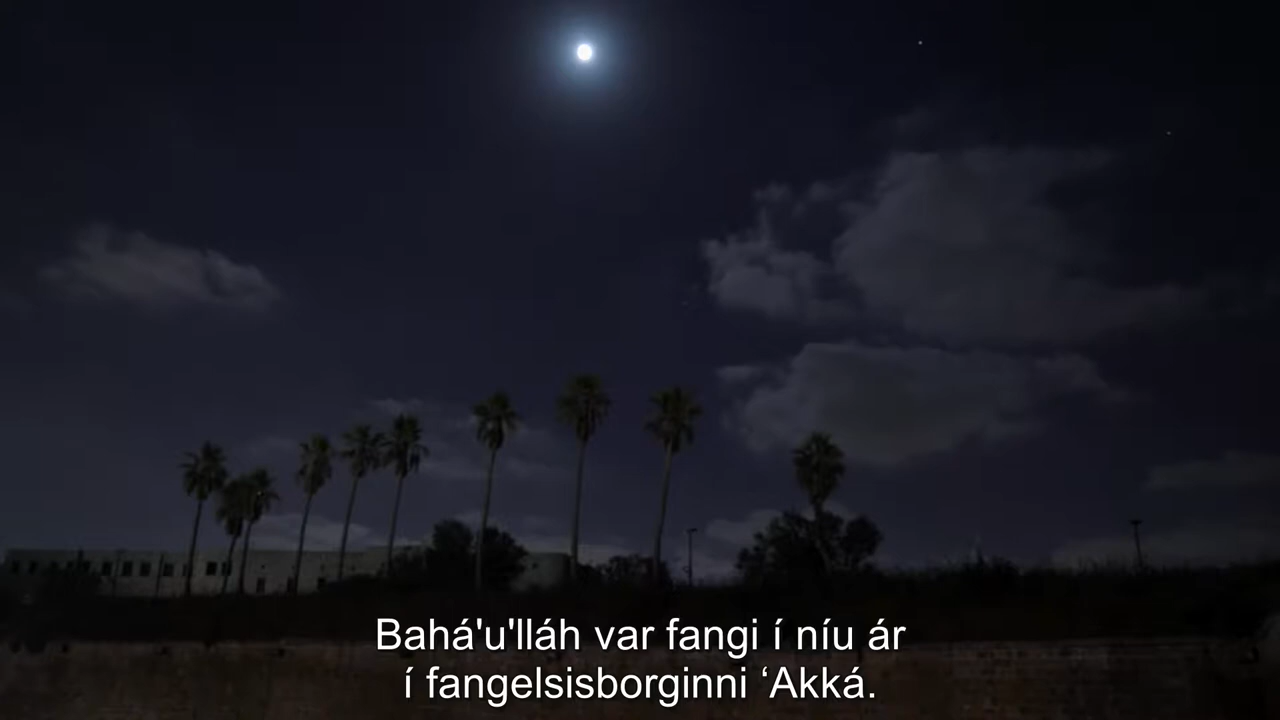 Bahá'u'lláh var fangi í níu ár
í fangelsisborginni ‘Akká.